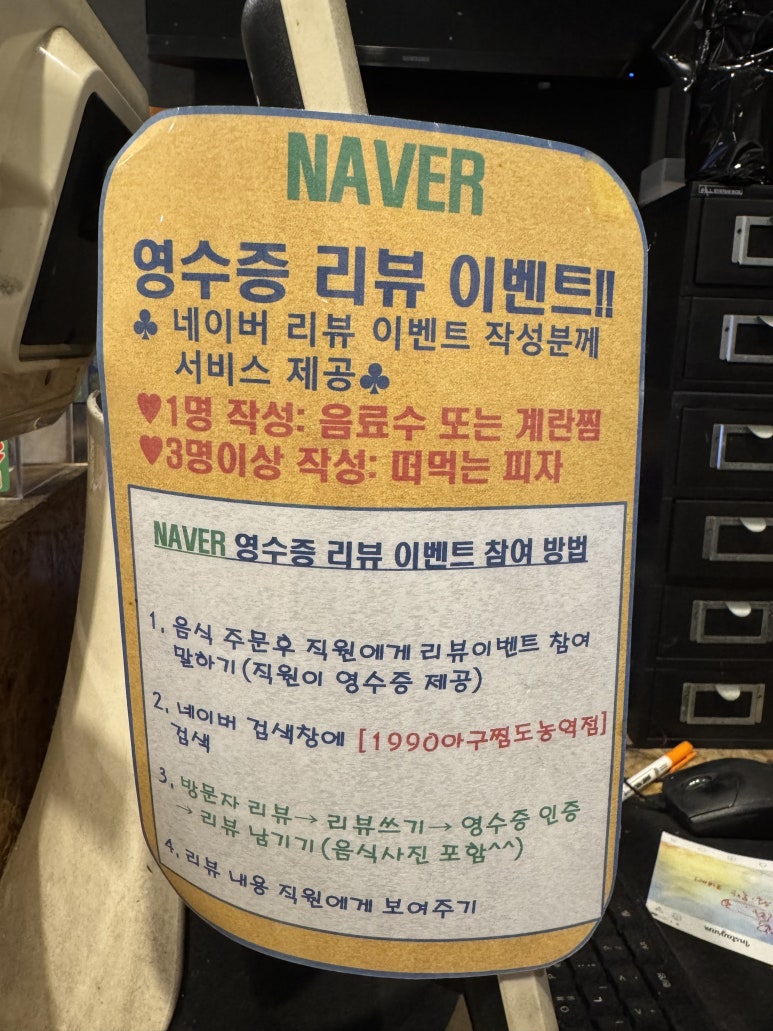 SAMSUNG
NAVER
영수증 리뷰 이벤트!!
♣ 네이버 리뷰 이벤트 작성분께
서비스 제공♣
♥1명 작성: 음료수 또는 계란찜
♥3명이상 작성: 떠먹는 피자
NAVER 영수증 리뷰 이벤트 참여 방법
1. 음식 주문후 직원에게 리뷰이벤트 참여
말하기(직원이 영수증 제공)
2. 네이버 검색창에 [1990아구찜도농역점]
검색
3. 방문자 리뷰→ 리뷰쓰기→ 영수증 인증
→ 리뷰 남기기(음식사진 포함^^)
4. 리뷰 내용 직원에게 보여주기
Instagram